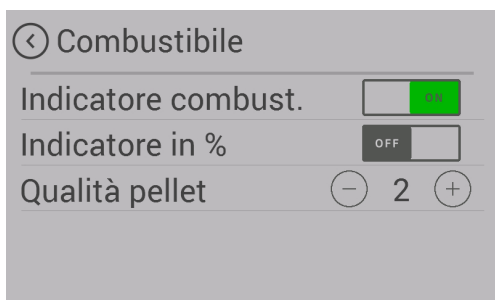 Combustibile
Indicatore combust. ON
Indicatore in % OFF
Qualità pellet − 2 +